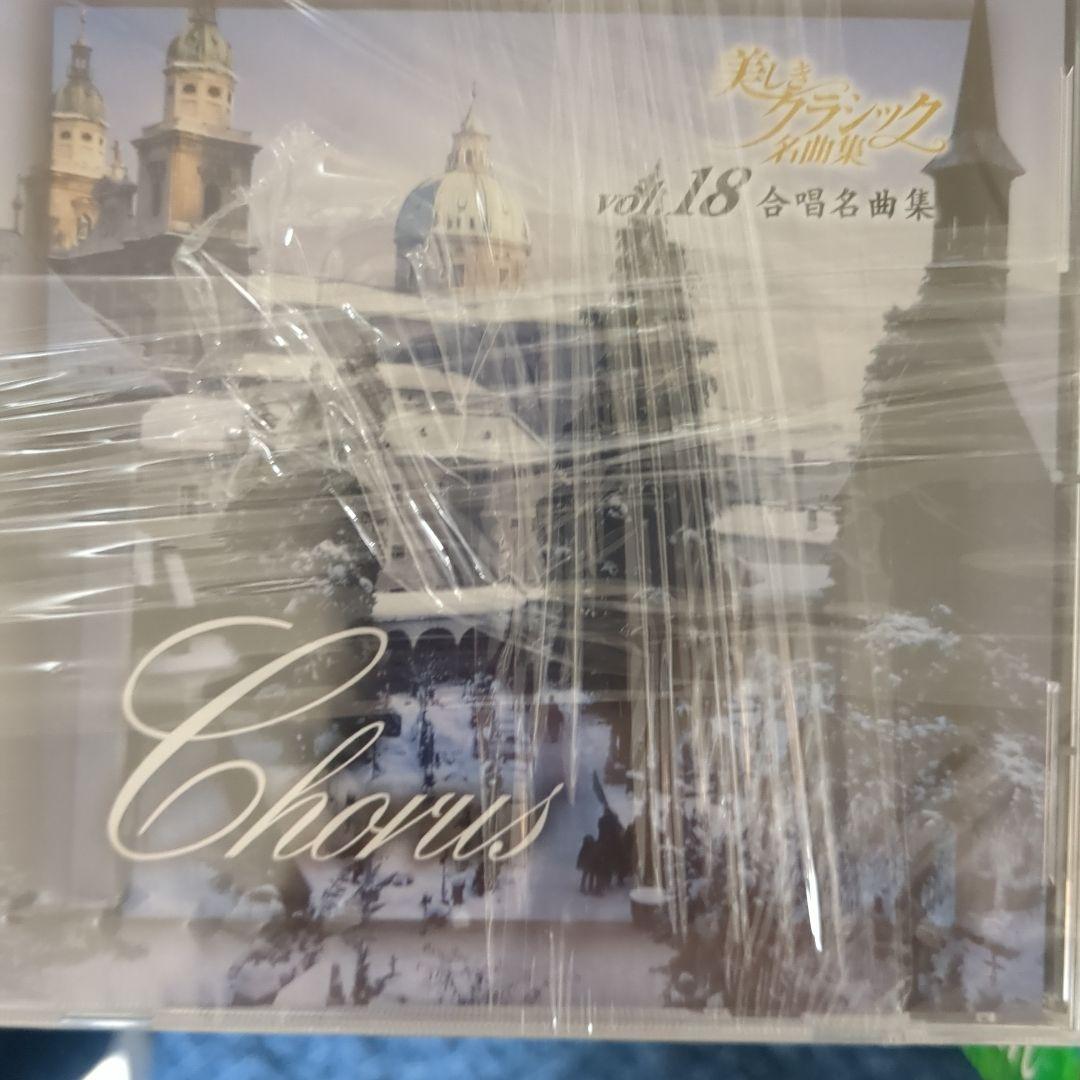 美しき
クラシック
名曲集
vol.18 合唱名曲集
Chorus